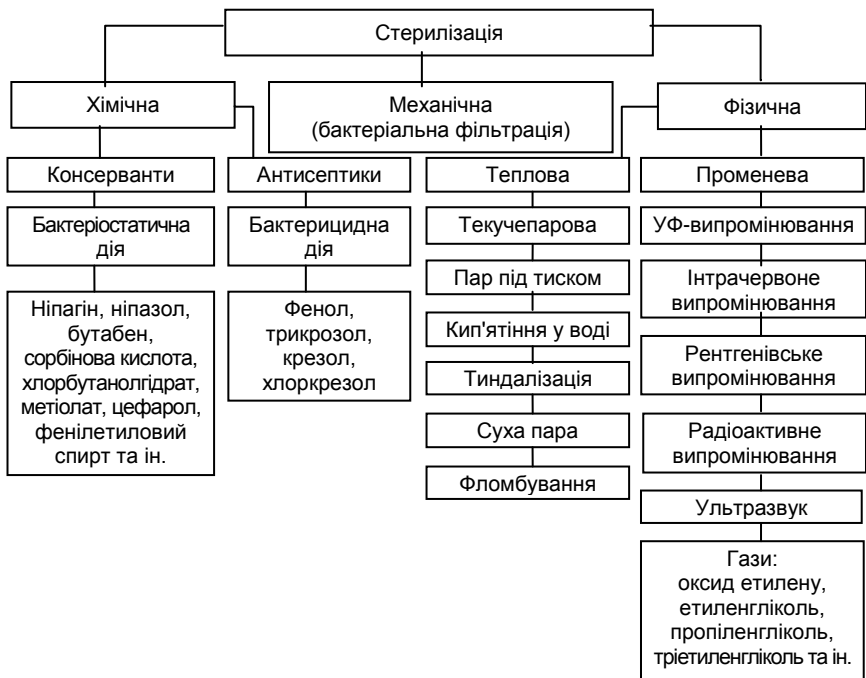 Стерилізація
Хімічна
Механічна
(бактеріальна фільтрація)
Фізична
Консерванти
Антисептики
Теплова
Променева
Бактеріостатична
дія
Бактерицидна
дія
Текучепарова
УФ-випромінювання
Пар під тиском
Інтрачервоне
випромінювання
Ніпагін, ніпазол,
бутабен,
сорбінова кислота,
хлорбутанолгідрат,
метіолат, цефарол,
фенілетиловий
спирт та ін.
Фенол,
трикрозол,
крезол,
хлоркрезол
Кип'ятіння у воді
Рентгенівське
випромінювання
Тиндалізація
Суха пара
Радіоактивне
випромінювання
Фломбування
Ультразвук
Гази:
оксид етилену,
етиленгліколь,
пропіленгліколь,
тріетиленгліколь та ін.